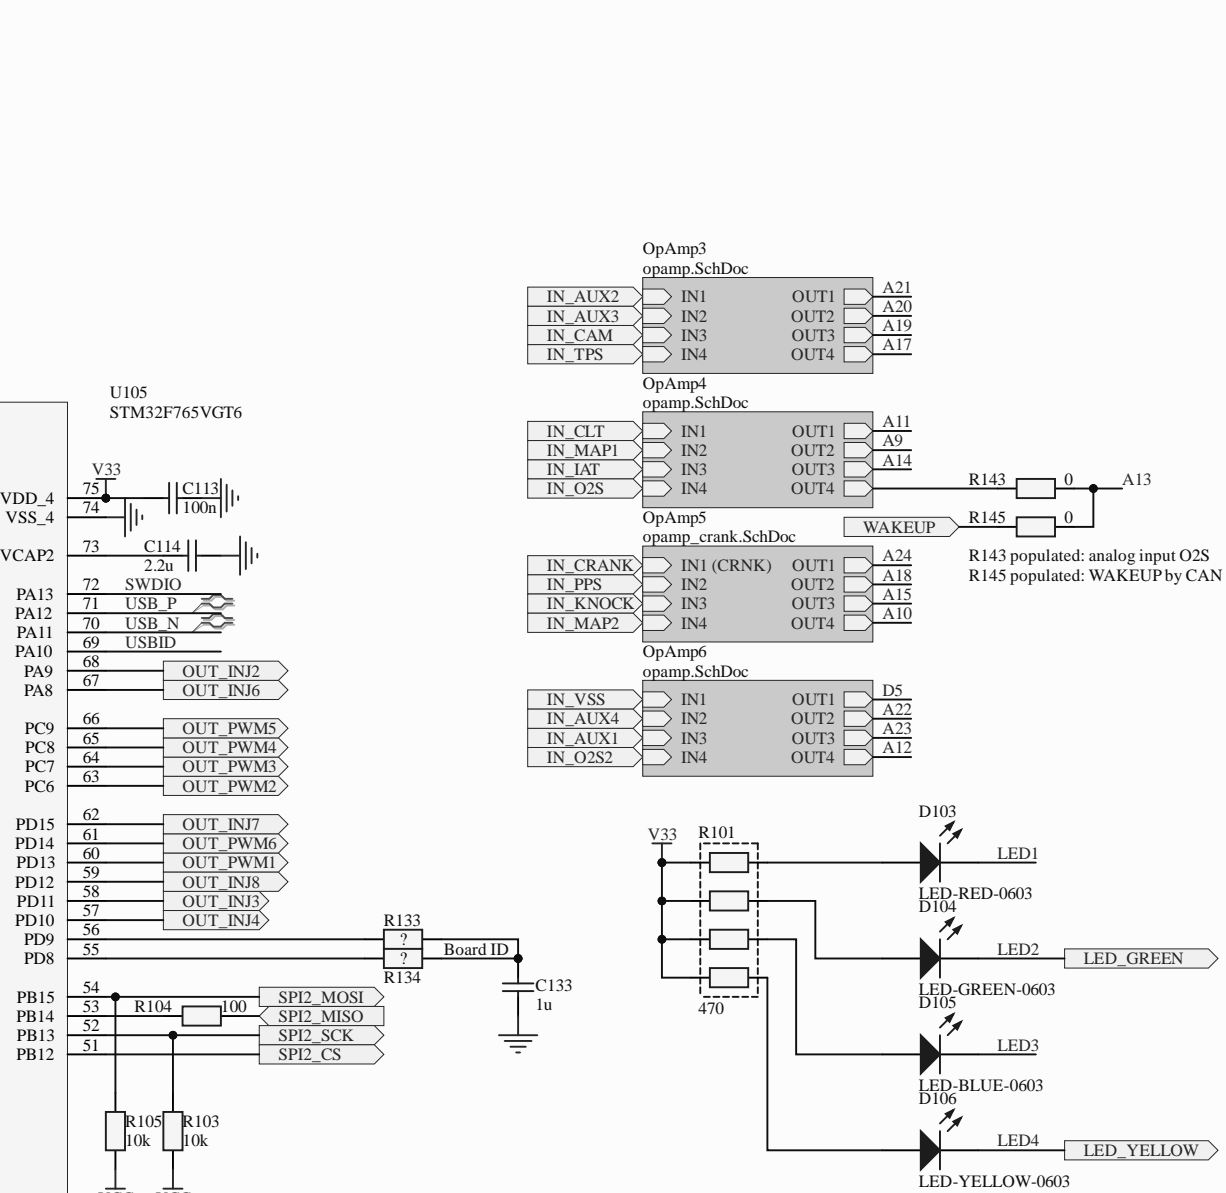 OpAmp3
opamp.SchDoc
IN_AUX2 IN1 OUT1 A21
IN_AUX3 IN2 OUT2 A20
IN_CAM IN3 OUT3 A19
IN_TPS IN4 OUT4 A17
OpAmp4
opamp.SchDoc
IN_CLT IN1 OUT1 A11
IN_MAP1 IN2 OUT2 A9
IN_IAT IN3 OUT3 A14
IN_O2S IN4 OUT4 R143 0 A13
WAKEUP R145 0
R143 populated: analog input O2S
R145 populated: WAKEUP by CAN
OpAmp5
opamp_crank.SchDoc
IN_CRANK IN1 (CRNK) OUT1 A24
IN_PPS IN2 OUT2 A18
IN_KNOCK IN3 OUT3 A15
IN_MAP2 IN4 OUT4 A10
OpAmp6
opamp.SchDoc
IN_VSS IN1 OUT1 D5
IN_AUX4 IN2 OUT2 A22
IN_AUX1 IN3 OUT3 A23
IN_O2S2 IN4 OUT4 A12
U105
STM32F765VGT6
V33
VDD_4 75 C113
100n
VSS_4 74
VCAP2 73 C114
2.2u
PA13 72 SWDIO
PA12 71 USB_P
PA11 70 USB_N
PA10 69 USBID
PA9 68 OUT_INJ2
PA8 67 OUT_INJ6
PC9 66 OUT_PWM5
PC8 65 OUT_PWM4
PC7 64 OUT_PWM3
PC6 63 OUT_PWM2
PD15 62 OUT_INJ7
PD14 61 OUT_PWM6
PD13 60 OUT_PWM1
PD12 59 OUT_INJ8
PD11 58 OUT_INJ3
PD10 57 OUT_INJ4
PD9 56 R133 ?
PD8 55 R134 ? Board ID
C133
1u
PB15 54 SPI2_MOSI
PB14 53 R104 100 SPI2_MISO
PB13 52 SPI2_SCK
PB12 51 SPI2_CS
R105 R103
10k 10k
V33 R101
470
D103
LED1
LED-RED-0603
D104
LED2 LED_GREEN
LED-GREEN-0603
D105
LED3
LED-BLUE-0603
D106
LED4 LED_YELLOW
LED-YELLOW-0603